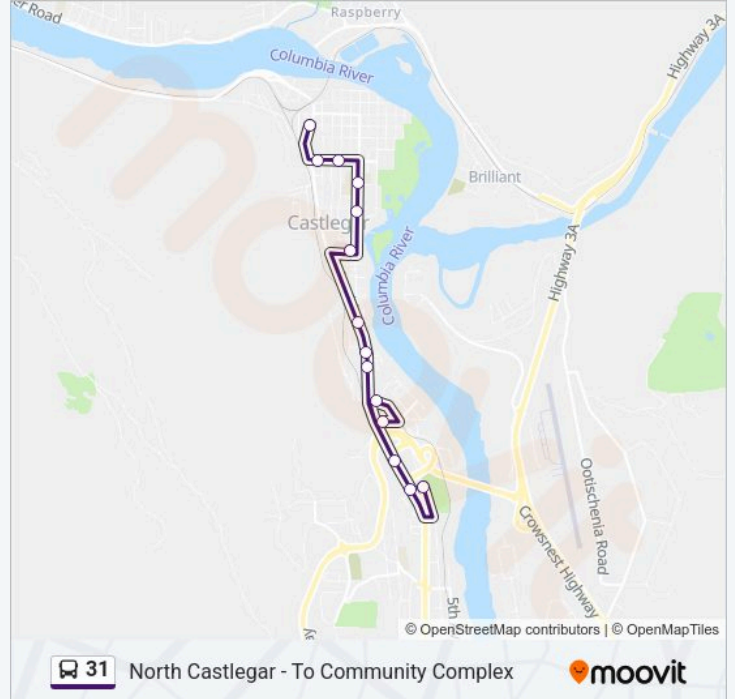 er Road
Raspberry
Columbia River
Highway 3A
Brilliant
Castlegar
Columbia River
Highway 3A
Ootischenia Road
Crowsnest Highway
5th
© OpenStreetMap contributors | © OpenMapTiles
31 North Castlegar - To Community Complex moovit